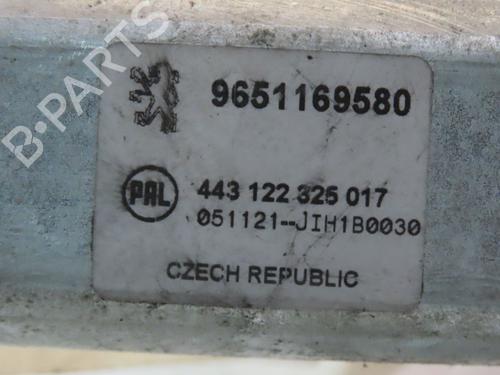 B-PARTS
9651169580
PAL
443 122 325 017
051121--JIH1B0030
CZECH REPUBLIC